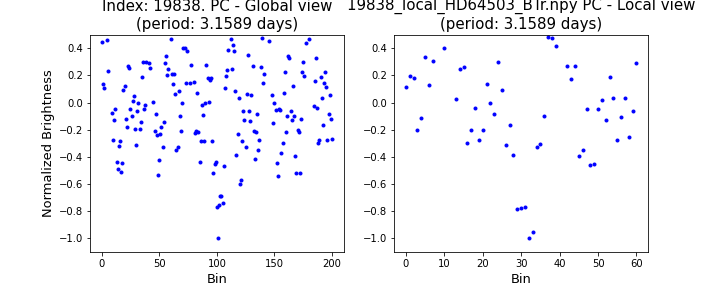 Index: 19838. PC - Global view
(period: 3.1589 days)
19838_local_HD64503_BTr.npy PC - Local view
(period: 3.1589 days)
Normalized Brightness
0.4
0.2
0.0
−0.2
−0.4
−0.6
−0.8
−1.0
0 50 100 150 200
Bin
0.4
0.2
0.0
−0.2
−0.4
−0.6
−0.8
−1.0
0 10 20 30 40 50 60
Bin